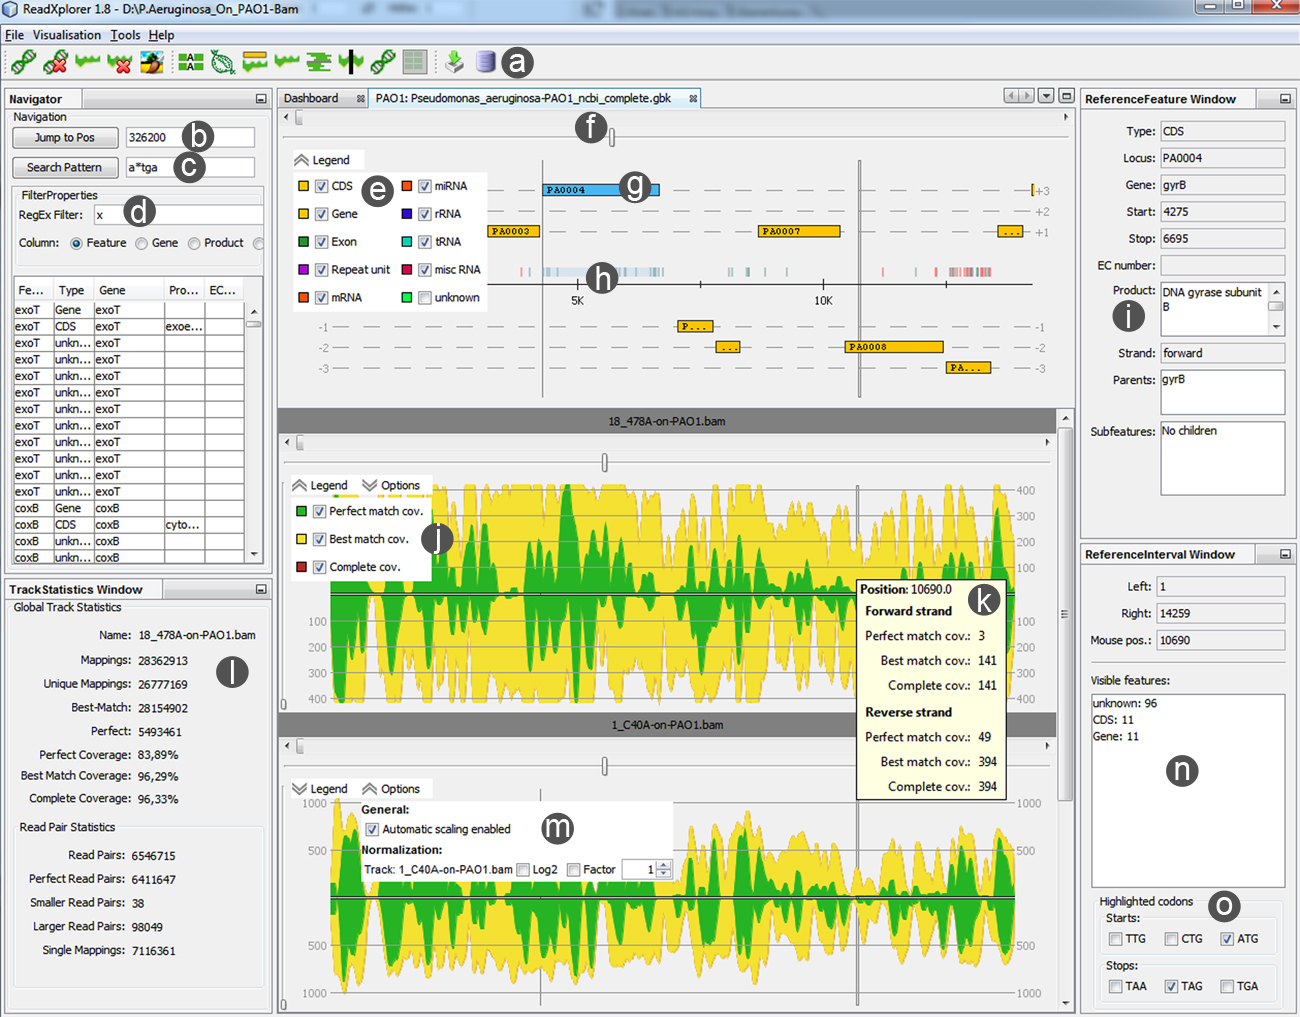 ReadXplorer 1.8 - D:\P.Aeruginosa_On_PAO1-Bam
File Visualisation Tools Help
a
Navigator
Navigation
Jump to Pos 326200 b
Search Pattern a*tga c
FilterProperties
RegEx Filter: x d
Column: Feature Gene Product
Fe... Type Gene Pro... EC...
exoT Gene exoT
exoT CDS exoT exoe...
exoT unkn... exoT
exoT unkn... exoT
exoT unkn... exoT
exoT unkn... exoT
exoT unkn... exoT
exoT unkn... exoT
exoT unkn... exoT
exoT unkn... exoT
exoT unkn... exoT
exoT unkn... exoT
coxB Gene coxB
coxB CDS coxB cyto...
coxB unkn... coxB
coxB unkn... coxB
TrackStatistics Window
Global Track Statistics
Name: 18_478A-on-PAO1.bam
Mappings: 28362913
l
Unique Mappings: 26777169
Best-Match: 28154902
Perfect: 5493461
Perfect Coverage: 83,89%
Best Match Coverage: 96,29%
Complete Coverage: 96,33%
Read Pair Statistics
Read Pairs: 6546715
Perfect Read Pairs: 6411647
Smaller Read Pairs: 38
Larger Read Pairs: 98049
Single Mappings: 7116361
Dashboard PAO1: Pseudomonas_aeruginosa-PAO1_ncbi_complete.gbk
f
Legend
CDS miRNA
e
Gene rRNA
Exon tRNA
Repeat unit misc RNA
mRNA unknown
PA0004 g +3
+2
PA0003 PA0007 ... +1
h
5K 10K
-1 P... -1
-2 ... PA0008 -2
-3 PA... -3
18_478A-on-PAO1.bam
Legend Options
Perfect match cov.
Best match cov. j
Complete cov.
400
300
200
100
100 100
200 200
300 300
400 400
Position: 10690.0 k
Forward strand
Perfect match cov.: 3
Best match cov.: 141
Complete cov.: 141
Reverse strand
Perfect match cov.: 49
Best match cov.: 394
Complete cov.: 394
1_C40A-on-PAO1.bam
Legend Options
1000 1000
General:
Automatic scaling enabled m
Normalization:
500 500
Track: 1_C40A-on-PAO1.bam Log2 Factor 1
500 500
1000 1000
ReferenceFeature Window
Type: CDS
Locus: PA0004
Gene: gyrB
Start: 4275
Stop: 6695
EC number:
Product: DNA gyrase subunit
B
i
Strand: forward
Parents: gyrB
Subfeatures: No children
ReferenceInterval Window
Left: 1
Right: 14259
Mouse pos.: 10690
Visible features:
unknown: 96
CDS: 11
Gene: 11
n
Highlighted codons o
Starts:
TTG CTG ATG
Stops:
TAA TAG TGA